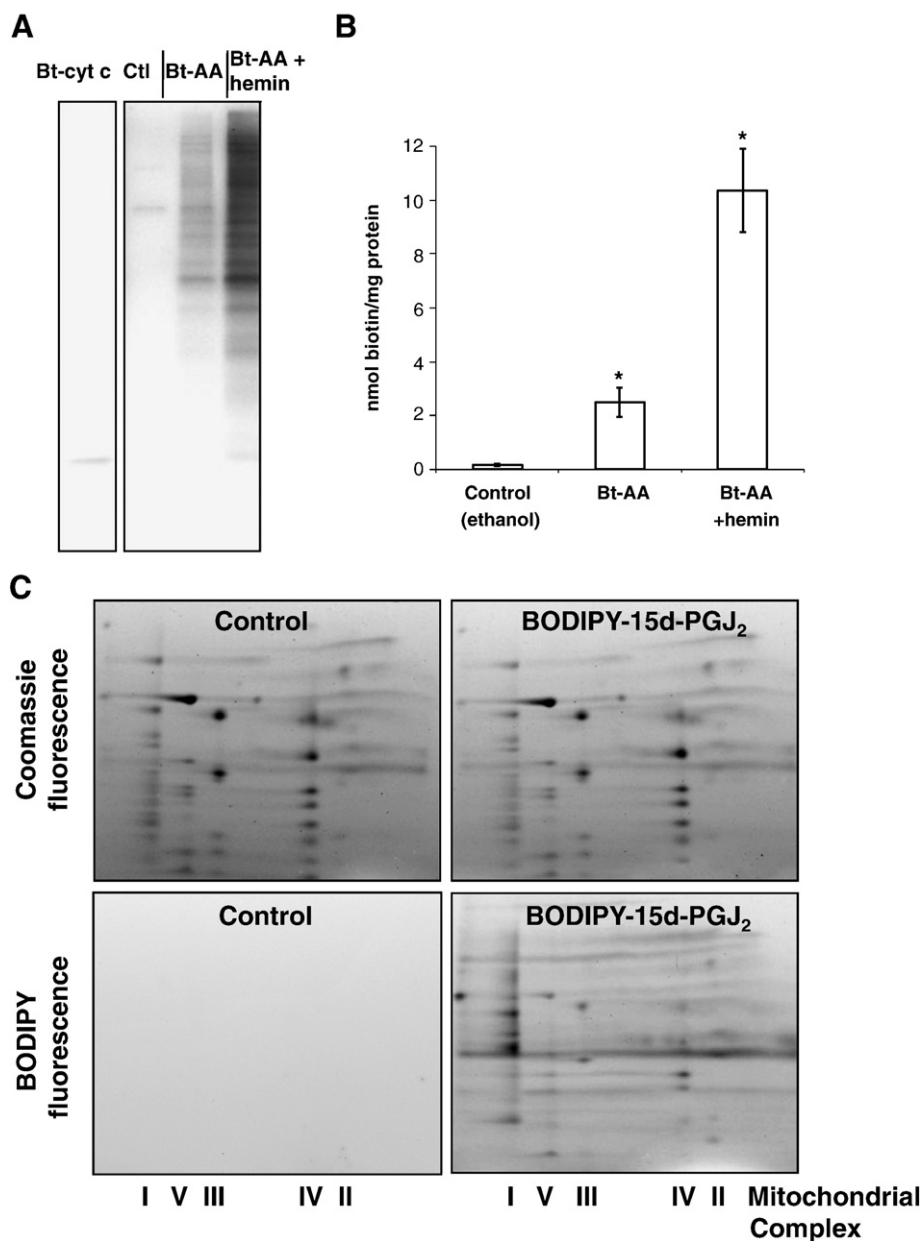 A
Bt-cyt c Ctl Bt-AA Bt-AA +
hemin
B
nmol biotin/mg protein
12
10
8
6
4
2
0
*
*
Control
(ethanol)
Bt-AA
Bt-AA
+hemin
C
Coomassie
fluorescence
Control
BODIPY-15d-PGJ2
BODIPY
fluorescence
Control
BODIPY-15d-PGJ2
I V III IV II
I V III IV II Mitochondrial
Complex